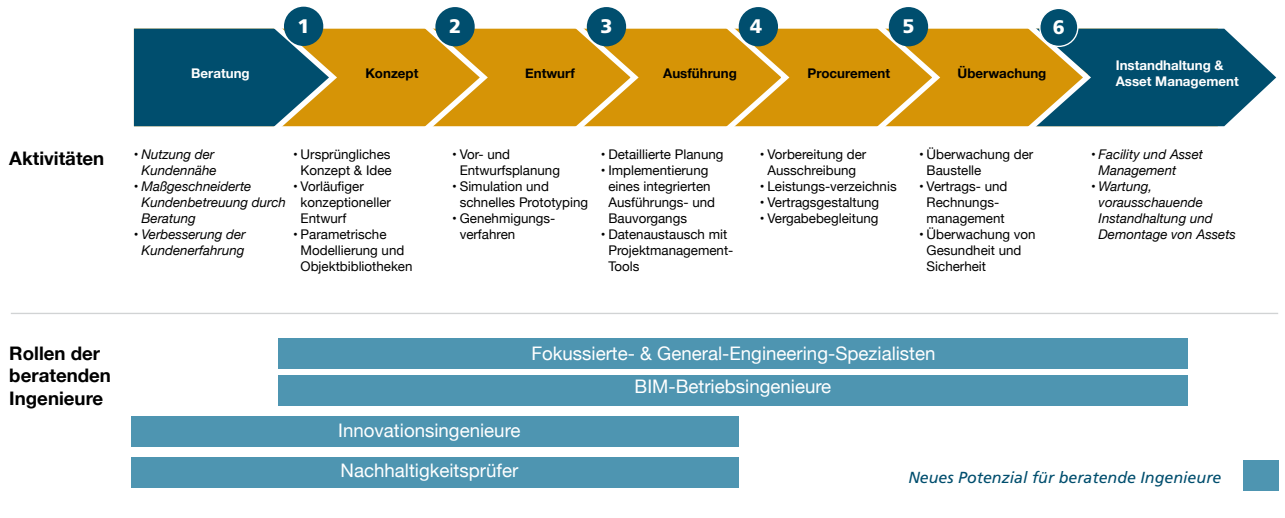 1
2
3
4
5
6
Beratung
Konzept
Entwurf
Ausführung
Procurement
Überwachung
Instandhaltung &
Asset Management
Aktivitäten
• Nutzung der
Kundennähe
• Maßgeschneiderte
Kundenbetreuung durch
Beratung
• Verbesserung der
Kundenerfahrung
• Ursprüngliches
Konzept & Idee
• Vorläufiger
konzeptioneller
Entwurf
• Parametrische
Modellierung und
Objektbibliotheken
• Vor- und
Entwurfsplanung
• Simulation und
schnelles Prototyping
• Genehmigungs-
verfahren
• Detaillierte Planung
• Implementierung
eines integrierten
Ausführungs- und
Bauvorgangs
• Datenaustausch mit
Projektmanagement-
Tools
• Vorbereitung der
Ausschreibung
• Leistungs-verzeichnis
• Vertragsgestaltung
• Vergabebegleitung
• Überwachung der
Baustelle
• Vertrags- und
Rechnungs-
management
• Überwachung von
Gesundheit und
Sicherheit
• Facility und Asset
Management
• Wartung,
vorausschauende
Instandhaltung und
Demontage von Assets
Rollen der
beratenden
Ingenieure
Fokussierte- & General-Engineering-Spezialisten
BIM-Betriebsingenieure
Innovationsingenieure
Nachhaltigkeitsprüfer
Neues Potenzial für beratende Ingenieure